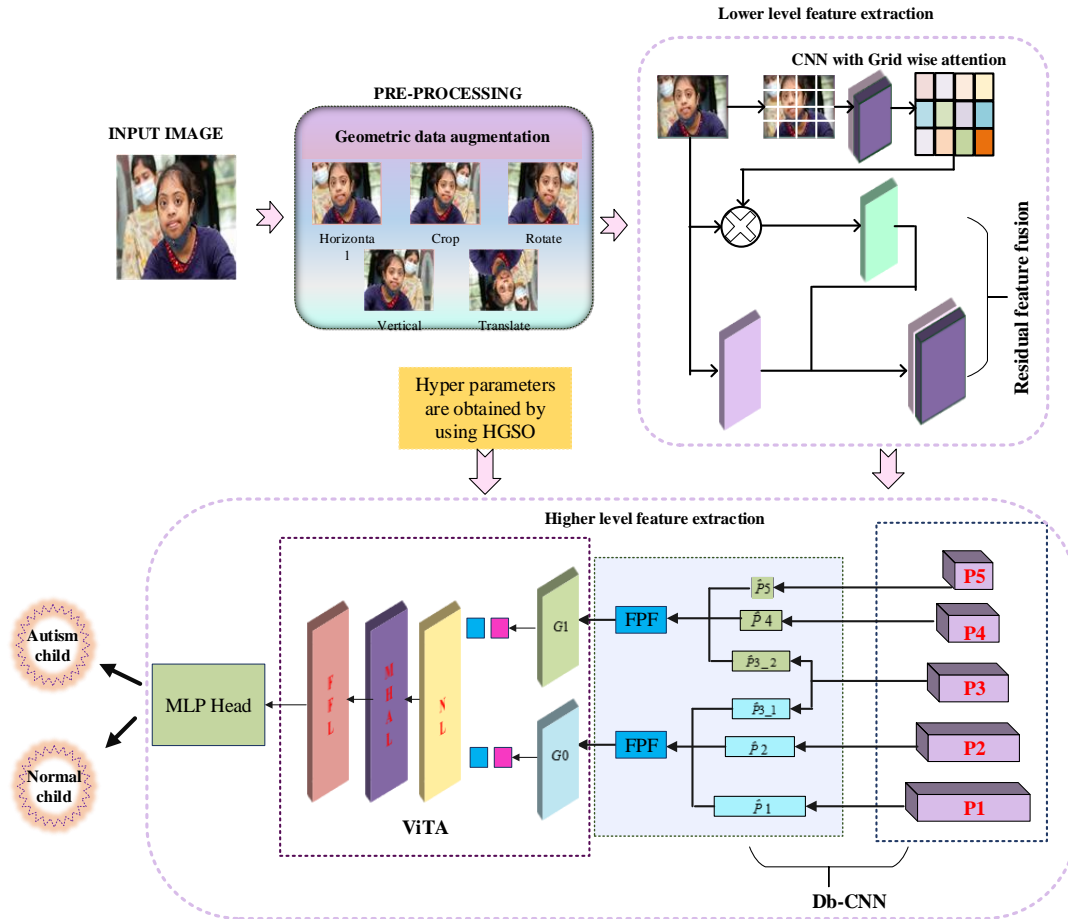 Lower level feature extraction
CNN with Grid wise attention
PRE-PROCESSING
INPUT IMAGE
Geometric data augmentation
Horizonta
l
Crop
Rotate
Vertical
Translate
Residual feature fusion
Hyper parameters
are obtained by
using HGSO
Higher level feature extraction
P5
P̂5
P4
P̂4
G1
FPF
P̂3_2
P3
P̂3_1
P2
P̂2
G0
FPF
P1
P̂1
FFL
MHAL
NL
MLP Head
Autism
child
Normal
child
ViTA
Db-CNN